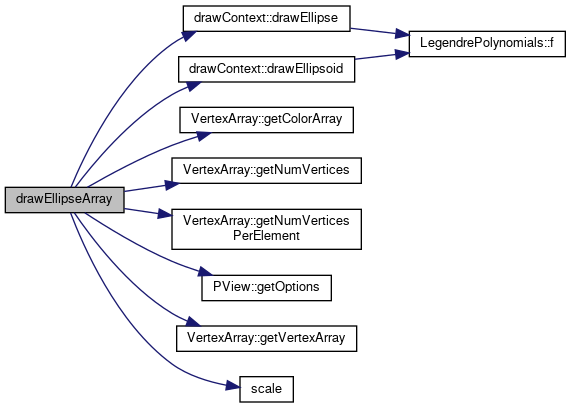 drawContext::drawEllipse
LegendrePolynomials::f
drawContext::drawEllipsoid
VertexArray::getColorArray
VertexArray::getNumVertices
drawEllipseArray
VertexArray::getNumVertices
PerElement
PView::getOptions
VertexArray::getVertexArray
scale